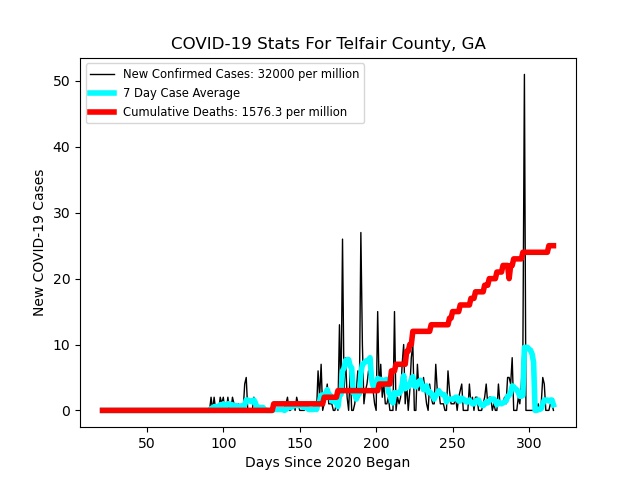 COVID-19 Stats For Telfair County, GA
New Confirmed Cases: 32000 per million
7 Day Case Average
Cumulative Deaths: 1576.3 per million
New COVID-19 Cases
50
40
30
20
10
0
50 100 150 200 250 300
Days Since 2020 Began